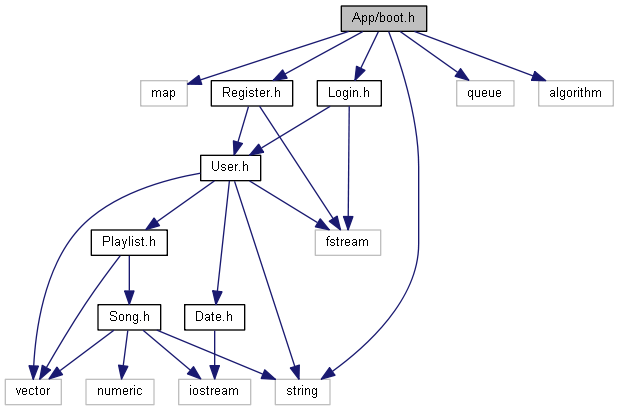 App/boot.h
map
Register.h
Login.h
queue
algorithm
User.h
Playlist.h
fstream
Song.h
Date.h
vector
numeric
iostream
string